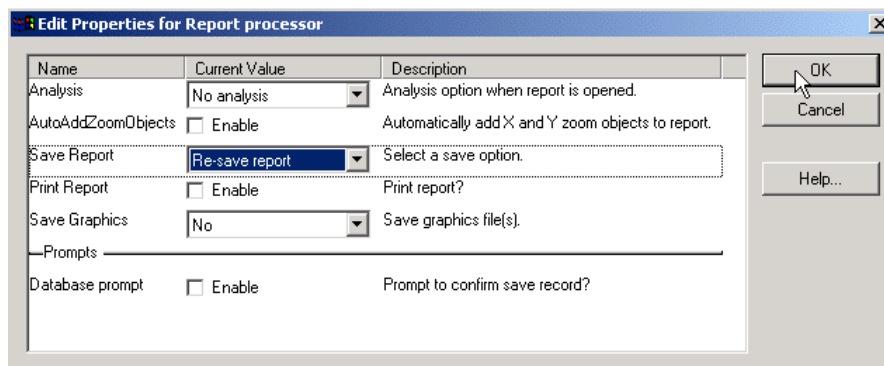 Edit Properties for Report processor
Name Current Value Description
Analysis No analysis Analysis option when report is opened.
AutoAddZoomObjects Enable Automatically add X and Y zoom objects to report.
Save Report Re-save report Select a save option.
Print Report Enable Print report?
Save Graphics No Save graphics file(s).
Prompts
Database prompt Enable Prompt to confirm save record?
OK
Cancel
Help...